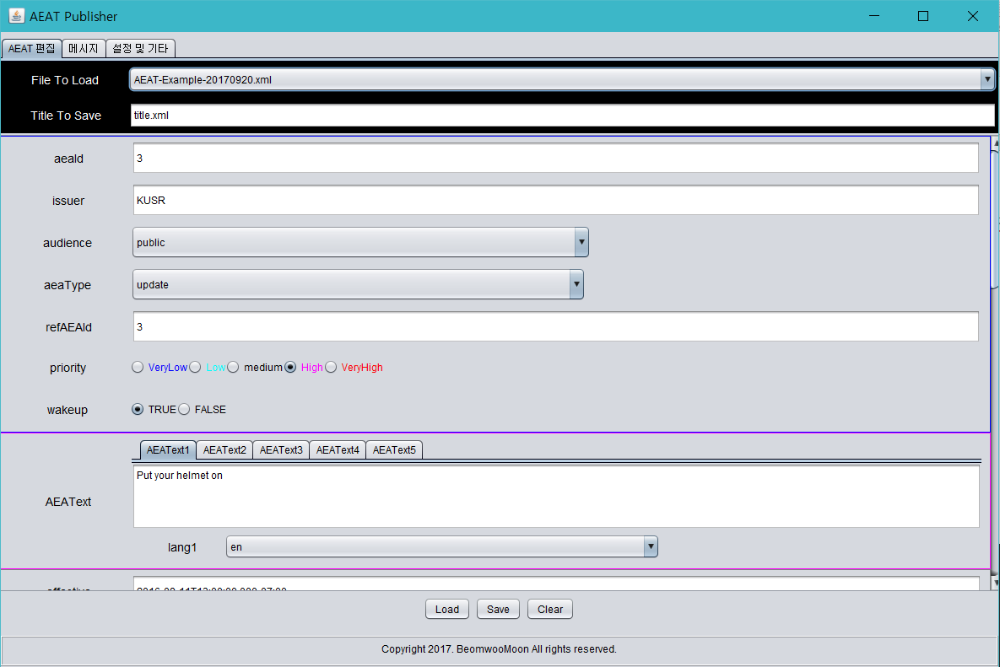 AEAT Publisher
AEAT 편집 메시지 설정 및 기타
File To Load AEAT-Example-20170920.xml
Title To Save title.xml
aeaId 3
issuer KUSR
audience public
aeaType update
refAEAId 3
priority VeryLow Low medium High VeryHigh
wakeup TRUE FALSE
AEAText1 AEAText2 AEAText3 AEAText4 AEAText5
Put your helmet on
AEAText
lang1 en
effective
Load Save Clear
Copyright 2017. BeomwooMoon All rights reserved.